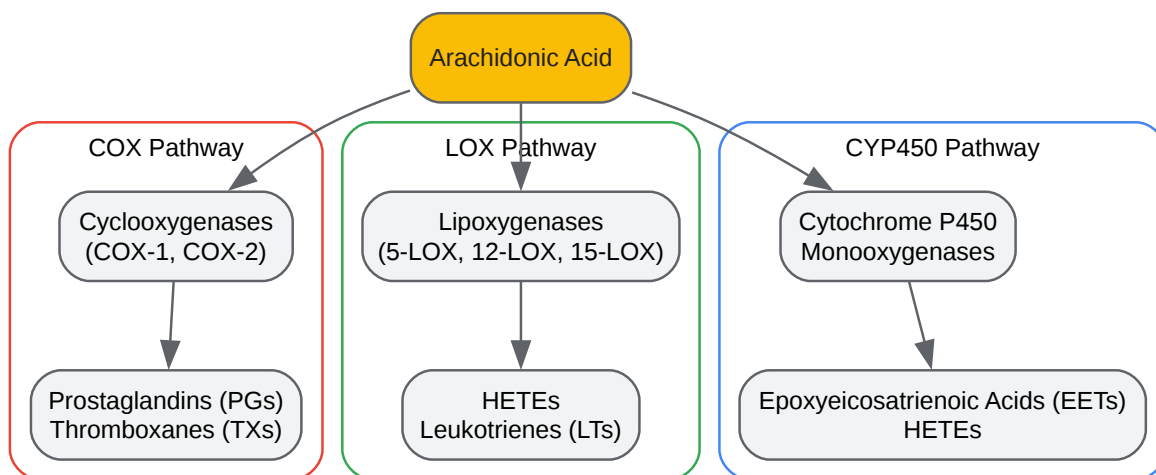 Arachidonic Acid
COX Pathway
Cyclooxygenases
(COX-1, COX-2)
Prostaglandins (PGs)
Thromboxanes (TXs)
LOX Pathway
Lipoxygenases
(5-LOX, 12-LOX, 15-LOX)
HETEs
Leukotrienes (LTs)
CYP450 Pathway
Cytochrome P450
Monooxygenases
Epoxyeicosatrienoic Acids (EETs)
HETEs